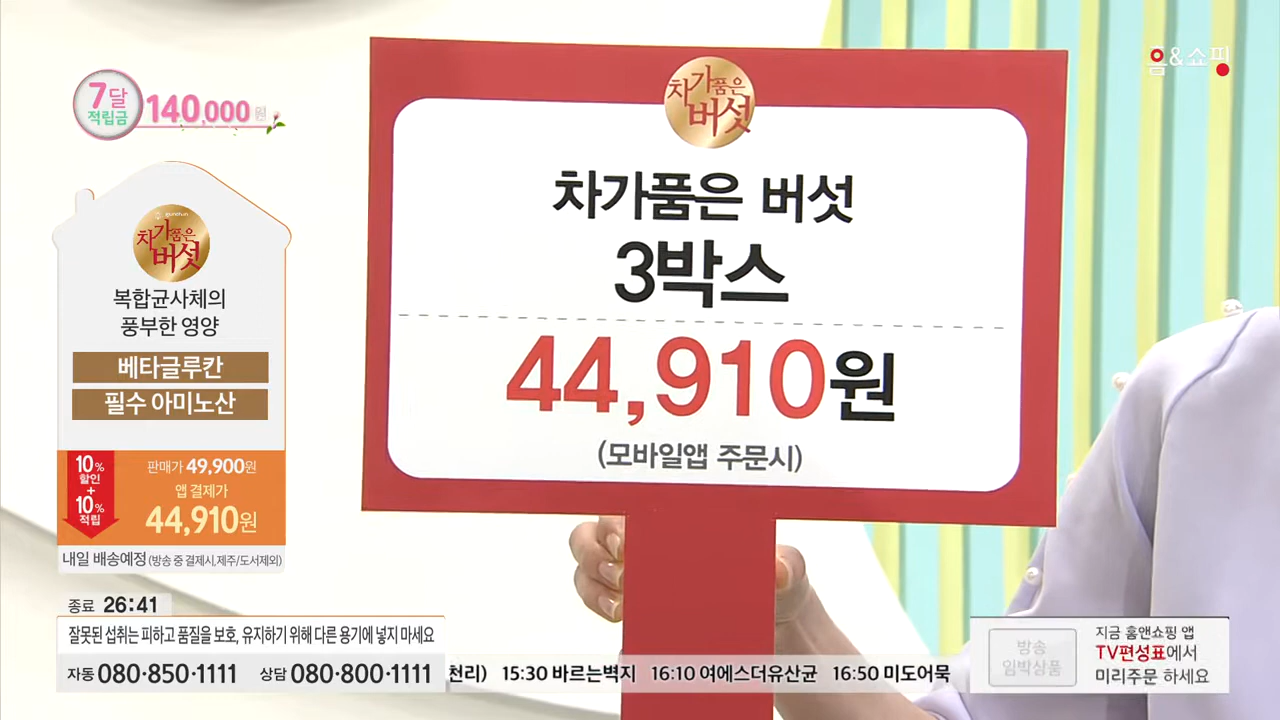 홈&쇼핑
7달
적립금
140,000원
차가품은
버섯
차가품은 버섯
3박스
44,910원
(모바일앱 주문시)
차가품은
버섯
복합균사체의
풍부한 영양
베타글루칸
필수 아미노산
10%
할인
+
10%
적립
판매가 49,900원
앱 결제가
44,910원
내일 배송예정(방송 중 결제시,제주/도서제외)
종료 26:41
잘못된 섭취는 피하고 품질을 보호, 유지하기 위해 다른 용기에 넣지 마세요
자동 080·850·1111 상담 080·800·1111
천리) 15:30 바르는벽지 16:10 여에스더유산균 16:50 미도어묵
방송
임박상품
지금 홈앤쇼핑 앱
TV편성표에서
미리주문 하세요